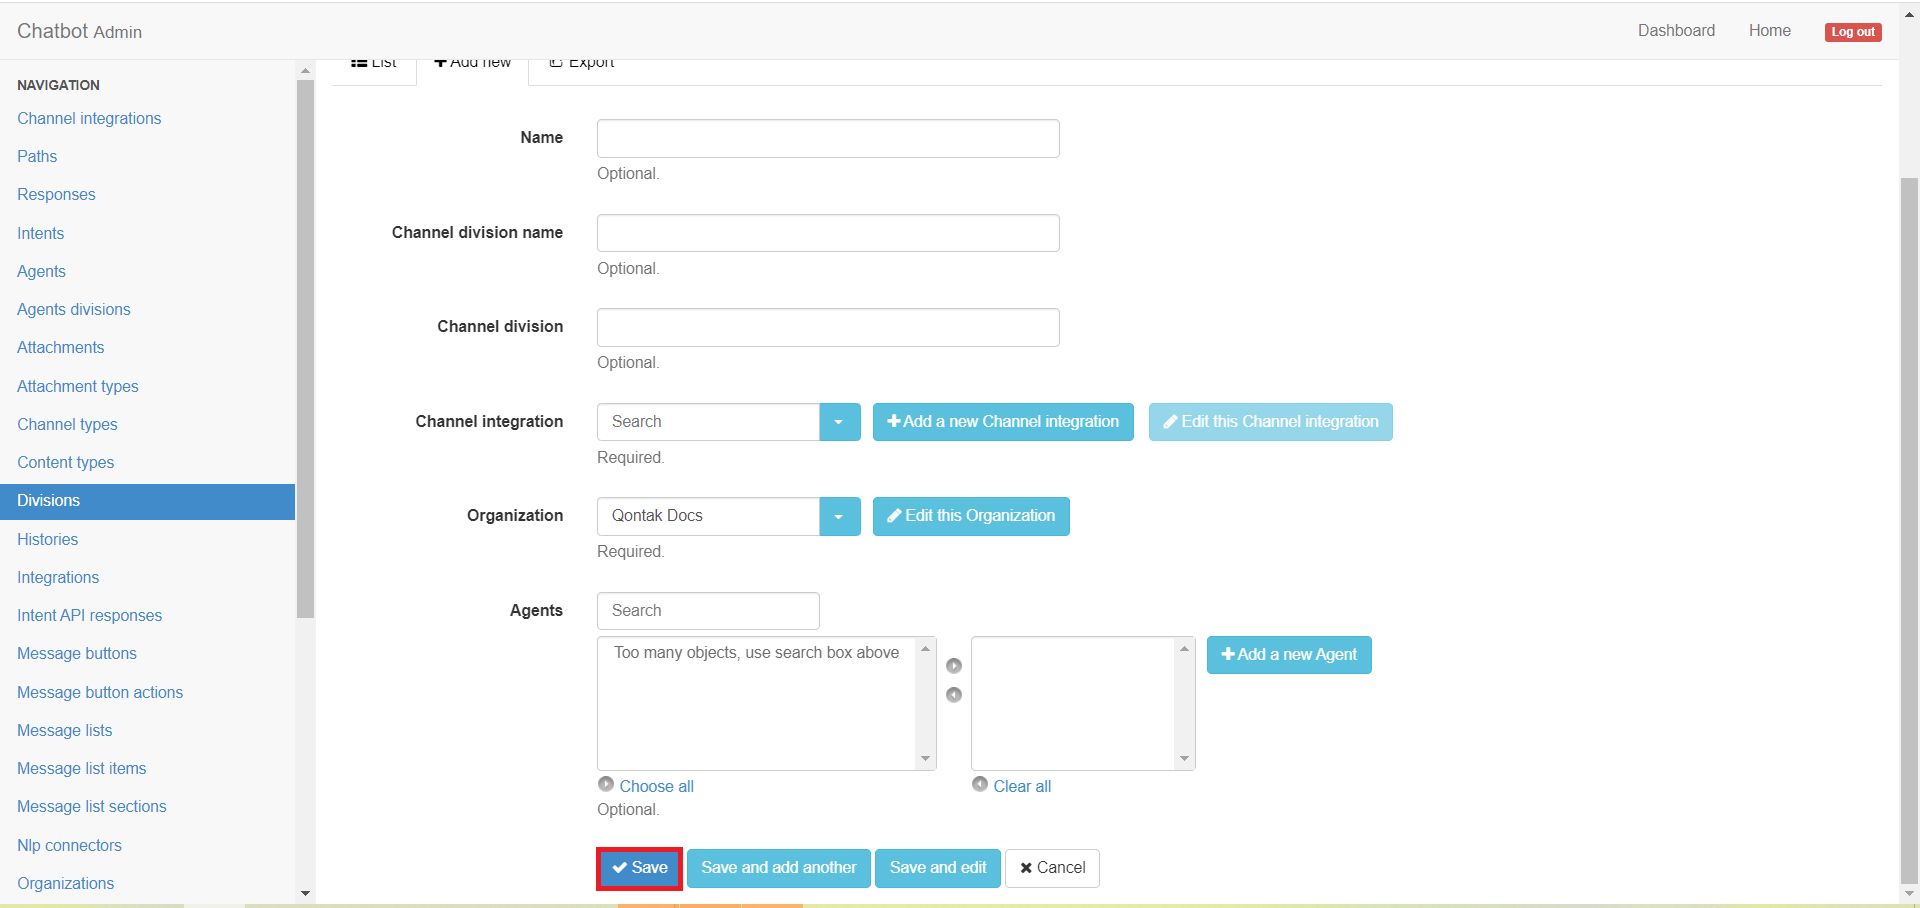 Chatbot Admin
Dashboard
Home
Log out
NAVIGATION
Channel integrations
Paths
Responses
Intents
Agents
Agents divisions
Attachments
Attachment types
Channel types
Content types
Divisions
Histories
Integrations
Intent API responses
Message buttons
Message button actions
Message lists
Message list items
Message list sections
Nlp connectors
Organizations
List
Add new
Export
Name
Optional.
Channel division name
Optional.
Channel division
Optional.
Channel integration
Search
Add a new Channel integration
Edit this Channel integration
Required.
Organization
Qontak Docs
Edit this Organization
Required.
Agents
Search
Too many objects, use search box above
Add a new Agent
Choose all
Clear all
Optional.
Save
Save and add another
Save and edit
Cancel